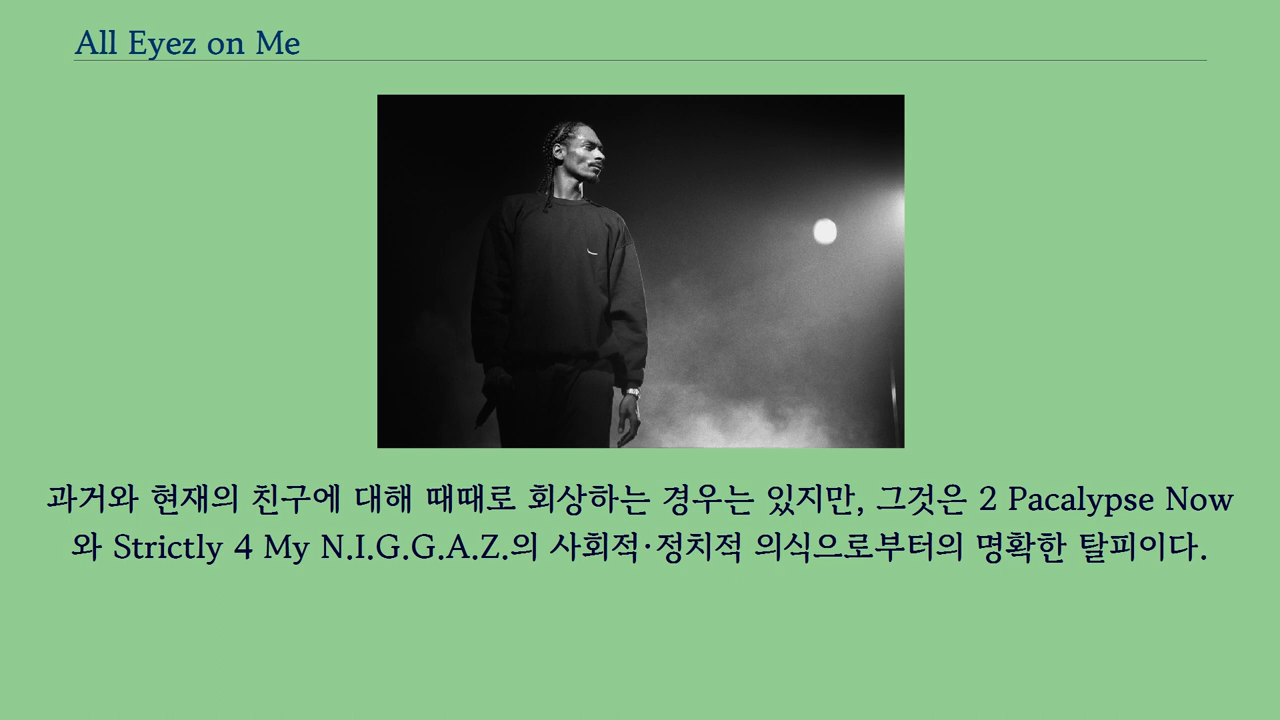 All Eyez on Me
과거와 현재의 친구에 대해 때때로 회상하는 경우는 있지만, 그것은 2 Pacalypse Now
와 Strictly 4 My N.I.G.G.A.Z.의 사회적·정치적 의식으로부터의 명확한 탈피이다.